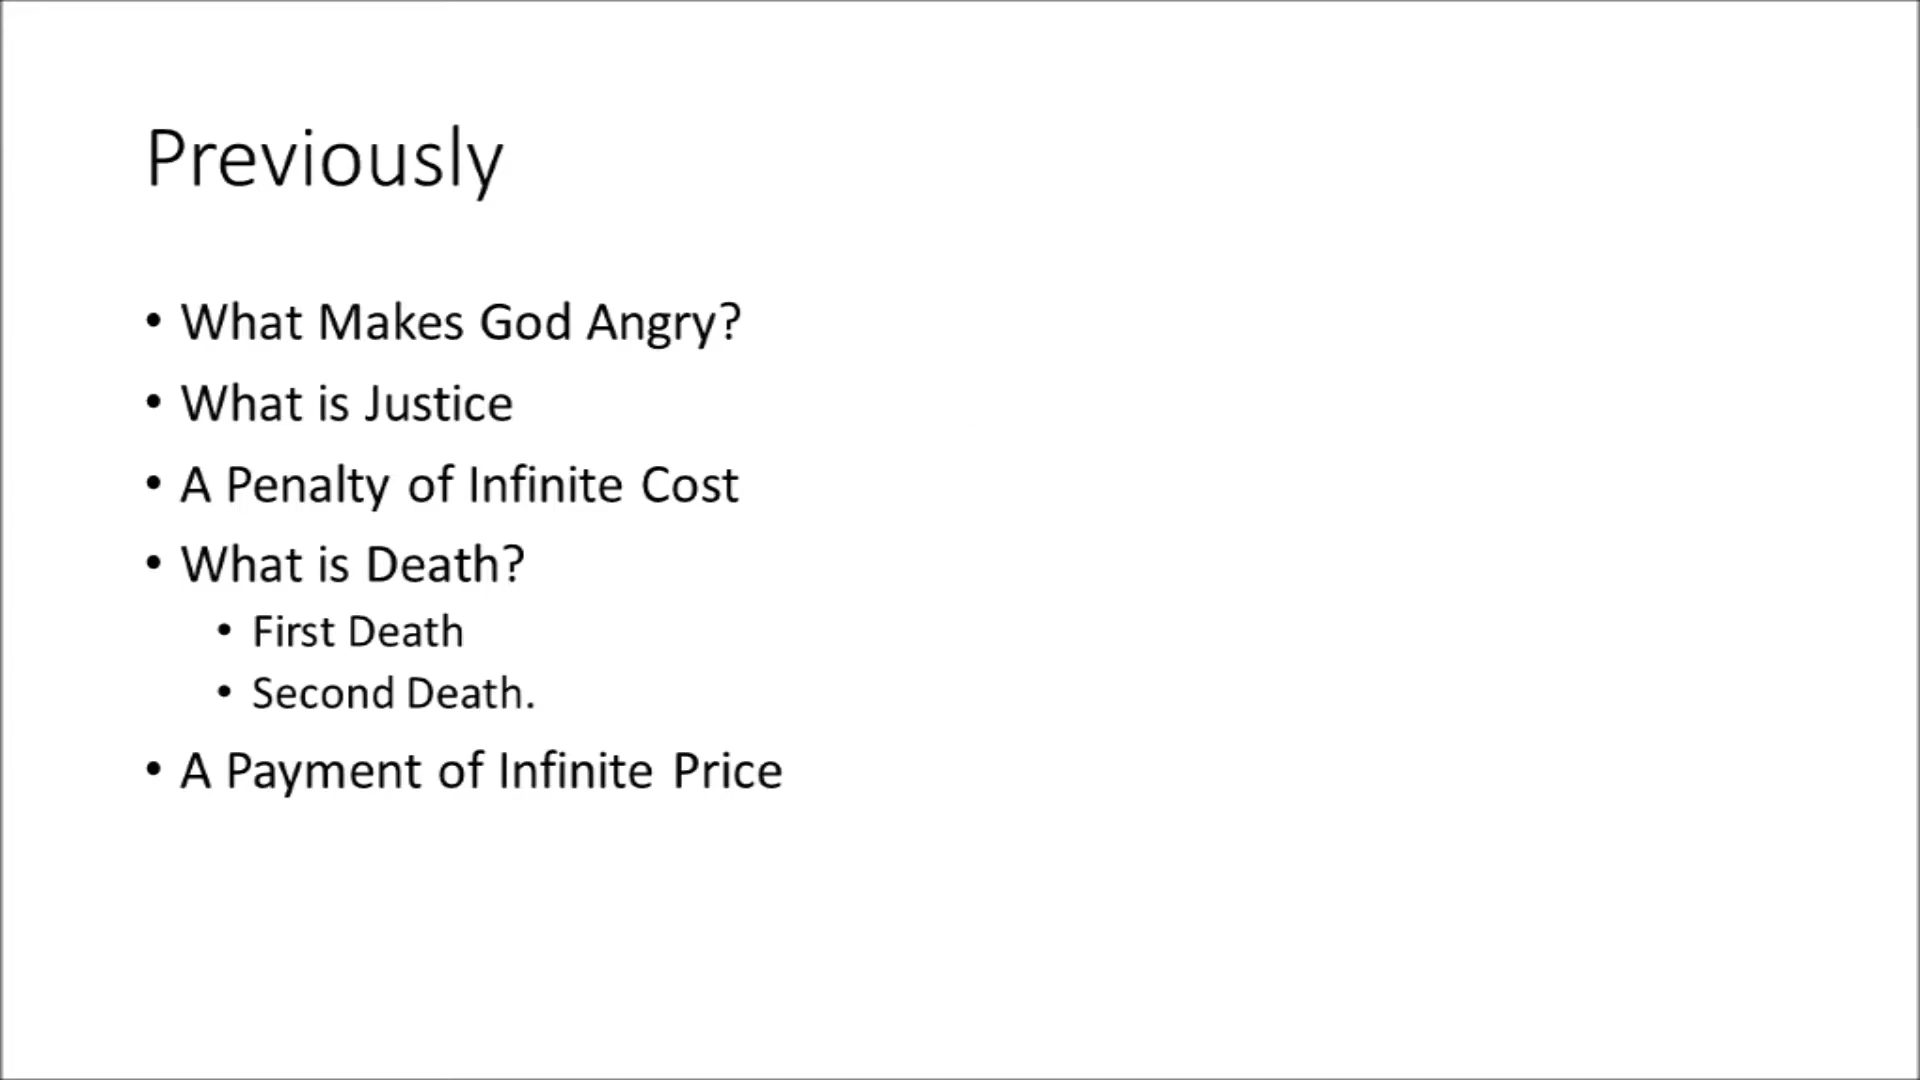 Previously
• What Makes God Angry?
• What is Justice
• A Penalty of Infinite Cost
• What is Death?
• First Death
• Second Death.
• A Payment of Infinite Price